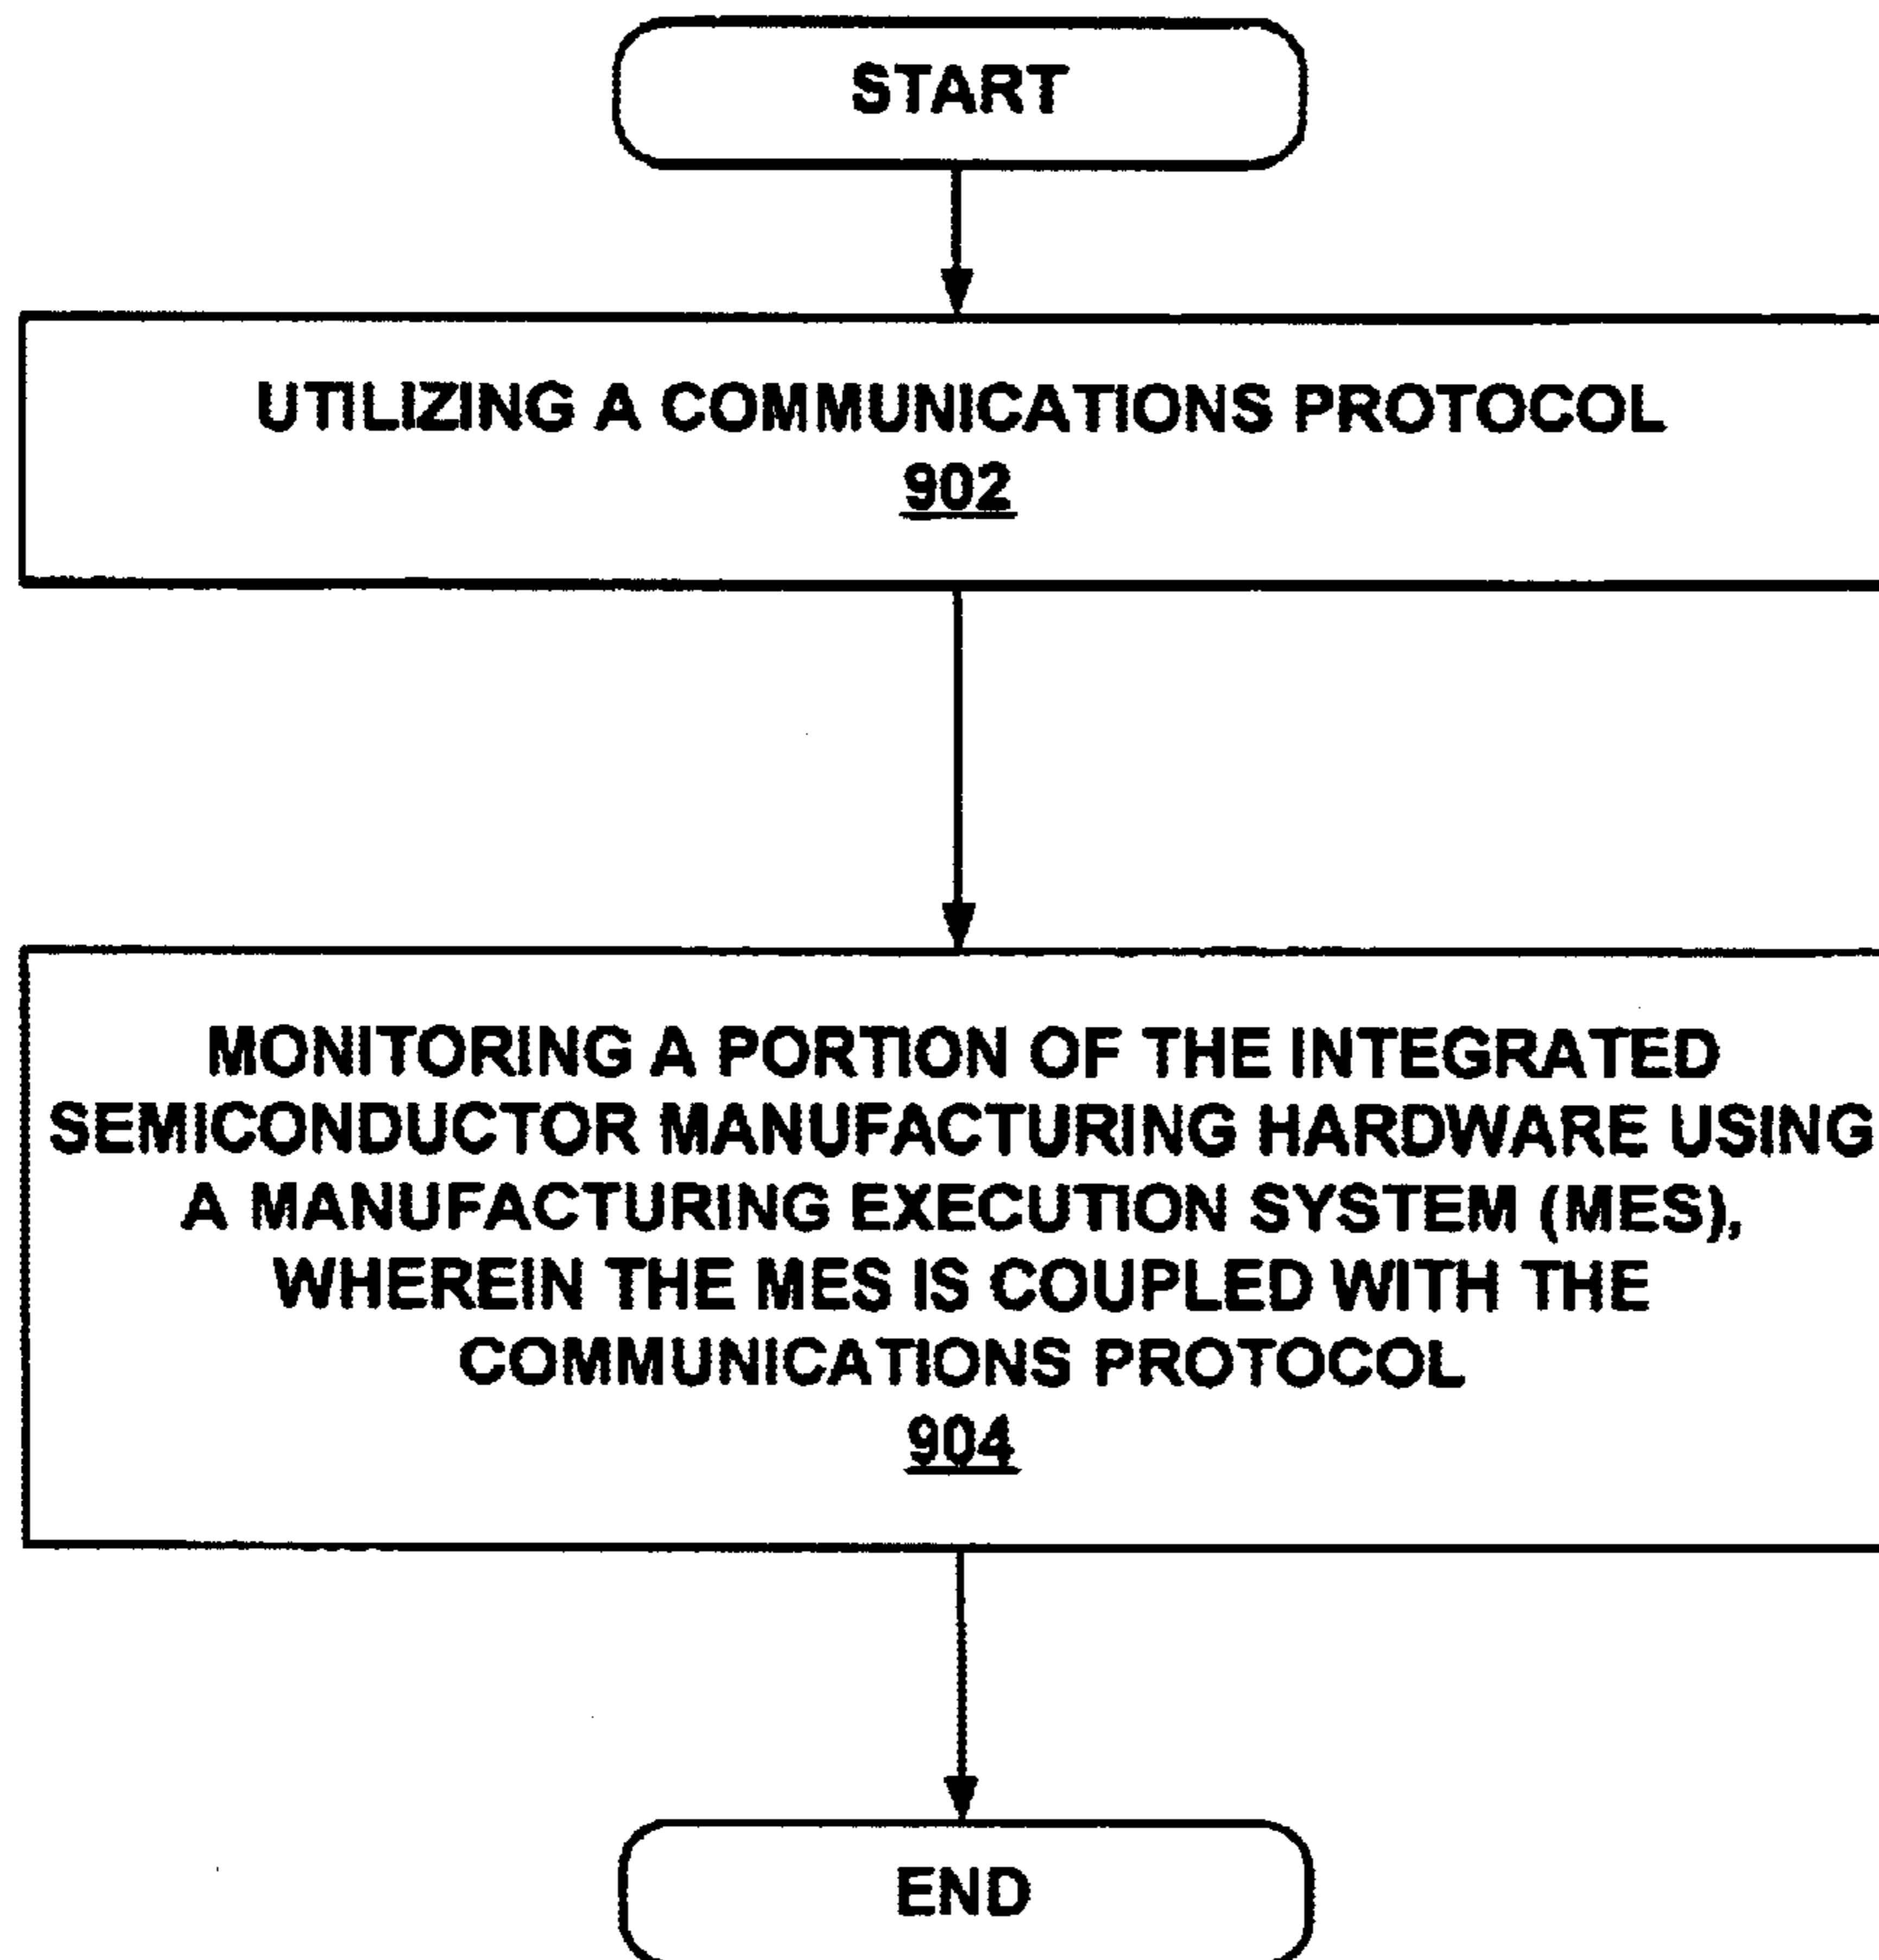 START
UTILIZING A COMMUNICATIONS PROTOCOL
902
MONITORING A PORTION OF THE INTEGRATED
SEMICONDUCTOR MANUFACTURING HARDWARE USING
A MANUFACTURING EXECUTION SYSTEM (MES),
WHEREIN THE MES IS COUPLED WITH THE
COMMUNICATIONS PROTOCOL
904
END